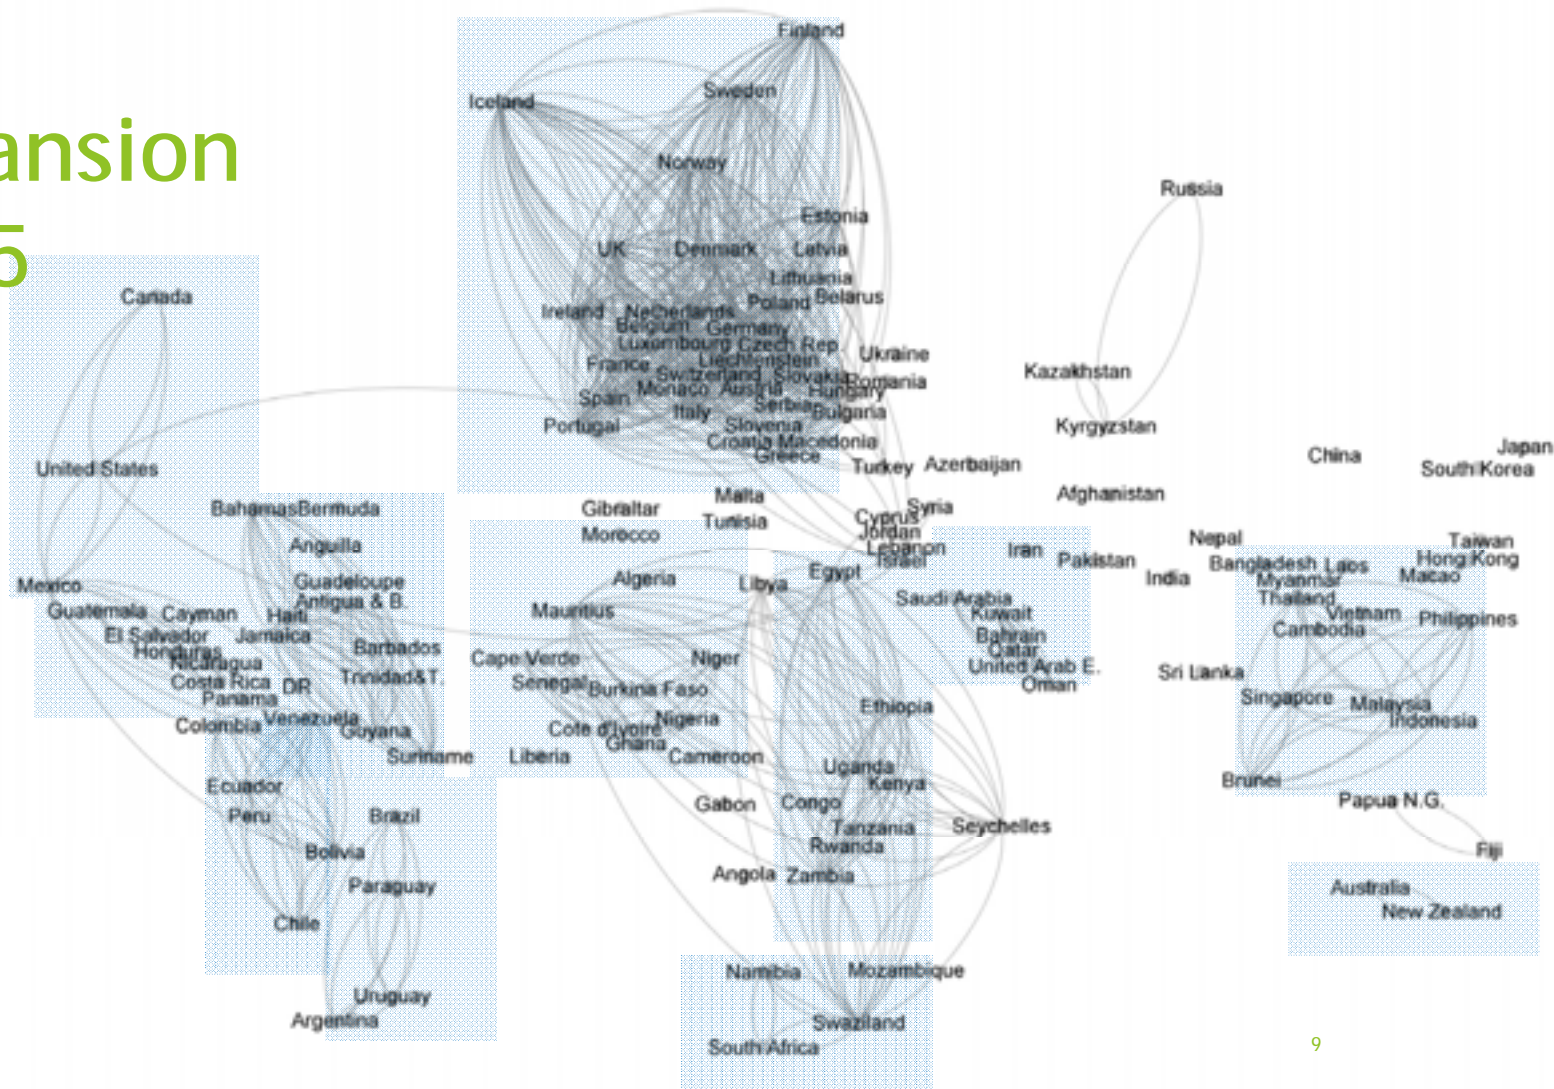 ansion
5
Finland
Sweden
Iceland
Norway
Russia
Estonia
UK Denmark Latvia
Lithuania
Canada
Poland Belarus
Ireland Netherlands
Belgium Germany
Luxembourg Czech Rep.
Ukraine
Liechtenstein
France
Kazakhstan
Switzerland Slovakia
Romania
Monaco Austria Hungary
Spain
Serbia
Italy Bulgaria
Portugal Slovenia
Kyrgyzstan
Croatia Macedonia
Greece
Japan
China
United States
Turkey Azerbaijan
South Korea
Malta
Afghanistan
BahamasBermuda
Gibraltar
Syria
Cyprus
Tunisia
Morocco
Jordan
Nepal
Taiwan
Anguilla
Lebanon
Iran
Israel
Pakistan
Hong Kong
Bangladesh Laos
Egypt
India
Macao
Algeria
Libya
Myanmar
Mexico
Guadeloupe
Antigua & B.
Saudi Arabia
Thailand
Guatemala Cayman Haiti
Mauritius
Kuwait
Vietnam
Philippines
El Salvador Jamaica
Bahrain
Cambodia
Honduras
Barbados
Qatar
Nicaragua
Cape Verde
Niger
United Arab E.
Sri Lanka
Costa Rica DR
Trinidad&T.
Senegal
Burkina Faso
Oman
Panama
Singapore
Malaysia
Colombia Venezuela
Ethiopia
Nigeria
Indonesia
Guyana
Cote d'Ivoire
Ghana
Suriname
Liberia
Cameroon
Uganda
Kenya
Brunei
Ecuador
Gabon
Congo
Papua N.G.
Peru
Brazil
Tanzania
Seychelles
Rwanda
Bolivia
Fiji
Paraguay
Angola Zambia
Australia
New Zealand
Chile
Namibia
Mozambique
Uruguay
Argentina
Swaziland
South Africa
9